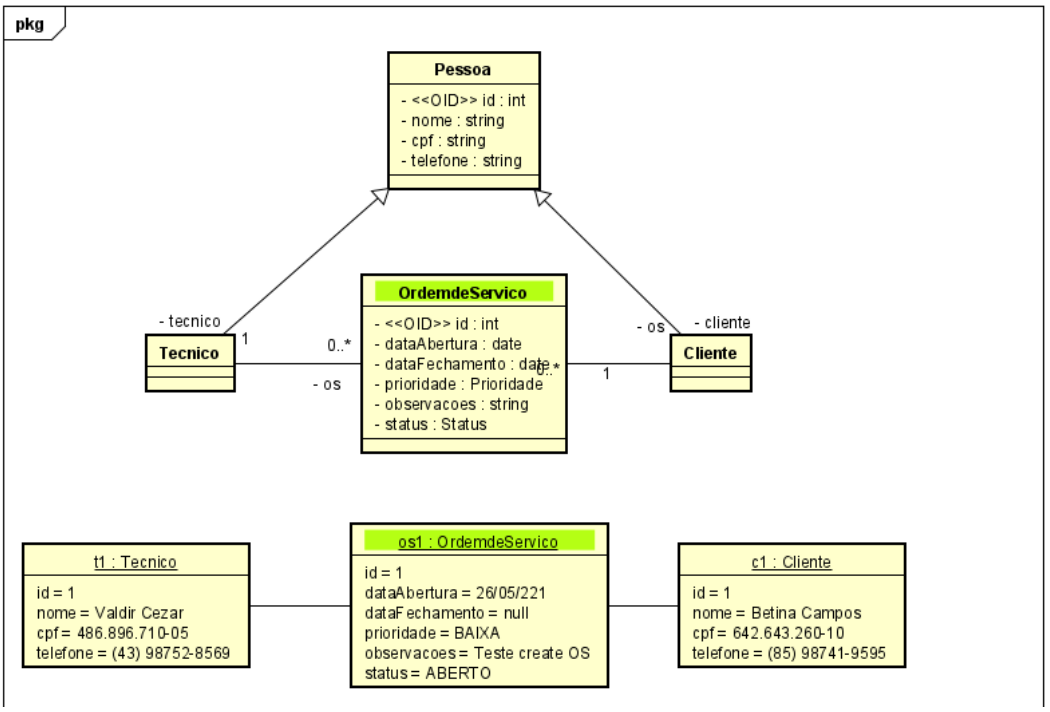 pkg
Pessoa
- <<OID>> id : int
- nome : string
- cpf : string
- telefone : string
- tecnico
1
Tecnico
0..*
- os
OrdemdeServico
- <<OID>> id : int
- dataAbertura : date
- dataFechamento : date
- prioridade : Prioridade
- observacoes : string
- status : Status
0..*
- os
- cliente
1
Cliente
t1 : Tecnico
id = 1
nome = Valdir Cezar
cpf = 486.896.710-05
telefone = (43) 98752-8569
os1 : OrdemdeServico
id = 1
dataAbertura = 26/05/221
dataFechamento = null
prioridade = BAIXA
observacoes = Teste create OS
status = ABERTO
c1 : Cliente
id = 1
nome = Betina Campos
cpf = 642.643.260-10
telefone = (85) 98741-9595